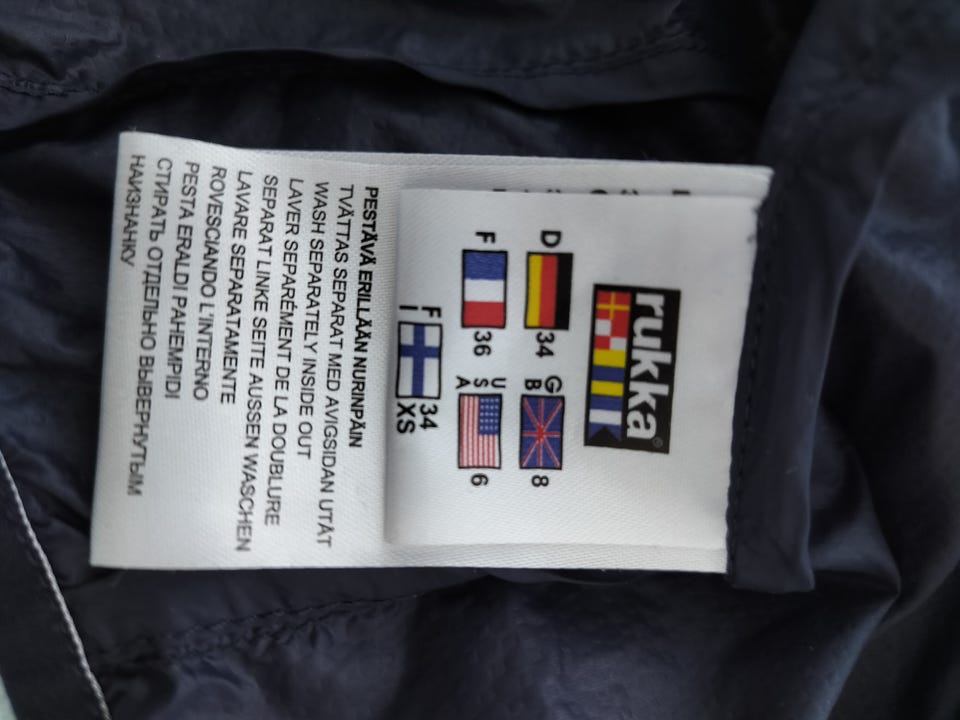 rukka®
D 34 GB 8
F 36 USA 6
FI 34
XS
PESTÄVÄ ERILLÄÄN NURINPÄIN
TVÄTTAS SEPARAT MED AVIGSIDAN UTÅT
WASH SEPARATELY INSIDE OUT
LAVER SEPARÉMENT DE LA DOUBLURE
SEPARAT LINKE SEITE AUSSEN WASCHEN
LAVARE SEPARATAMENTE
ROVESCIANDO L'INTERNO
PESTA ERALDI PAHEMPIDI
СТИРАТЬ ОТДЕЛЬНО ВЫВЕРНУТЫМ
НАИЗНАНКУ